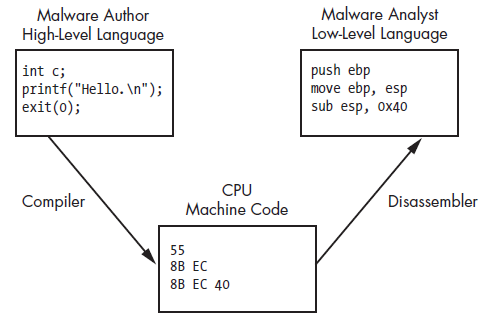 Malware Author
High-Level Language
int c;
printf("Hello.\n");
exit(0);
Malware Analyst
Low-Level Language
push ebp
move ebp, esp
sub esp, 0x40
Compiler
CPU
Machine Code
Disassembler
55
8B EC
8B EC 40